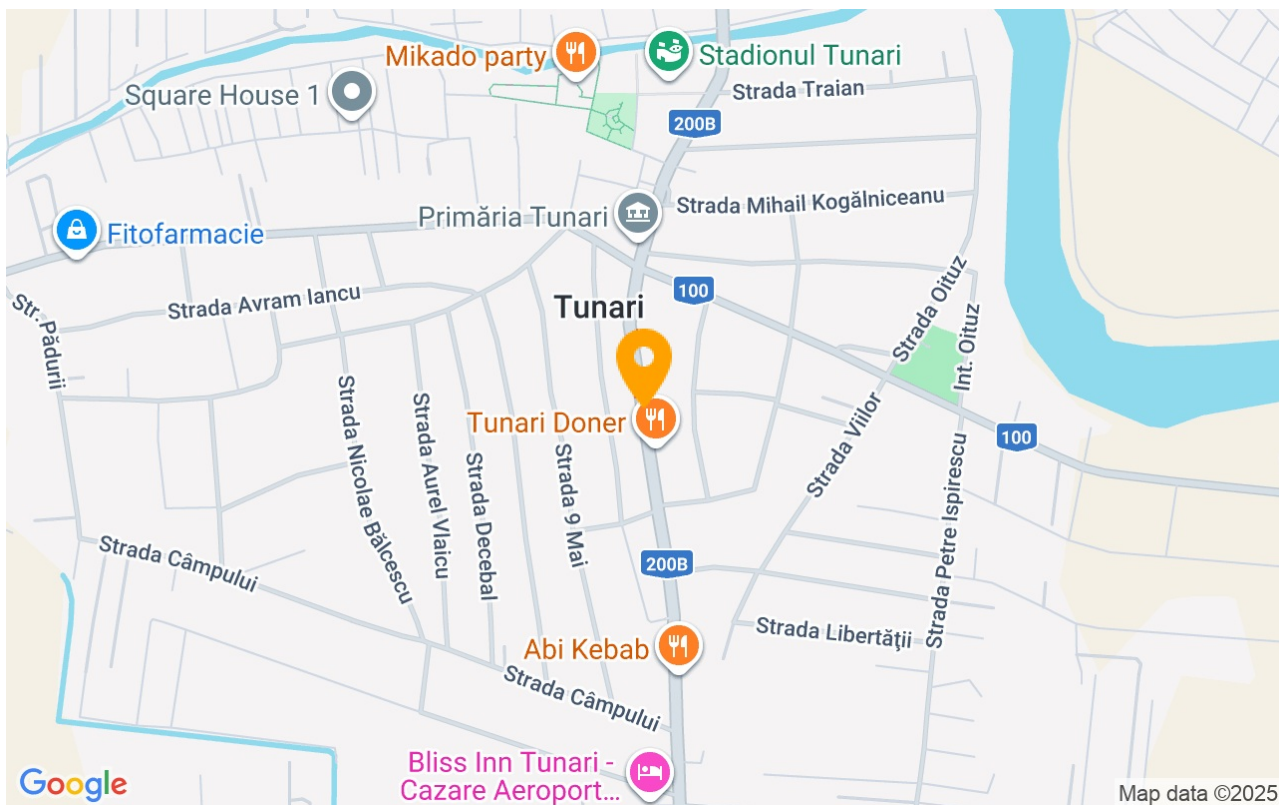 Mikado party
Stadionul Tunari
Square House 1
Strada Traian
200B
Strada Mihail Kogălniceanu
Primăria Tunari
Fitofarmacie
Strada Oituz
Str. Pădurii
Strada Avram Iancu
Tunari
100
Int. Oituz
Strada Nicolae Bălcescu
Strada Aurel Vlaicu
Strada Decebal
Strada 9 Mai
Tunari Doner
Strada Viilor
100
Strada Petre Ispirescu
Strada Câmpului
200B
Strada Libertăţii
Abi Kebab
Strada Câmpului
Bliss Inn Tunari -
Cazare Aeroport...
Google
Map data ©2025